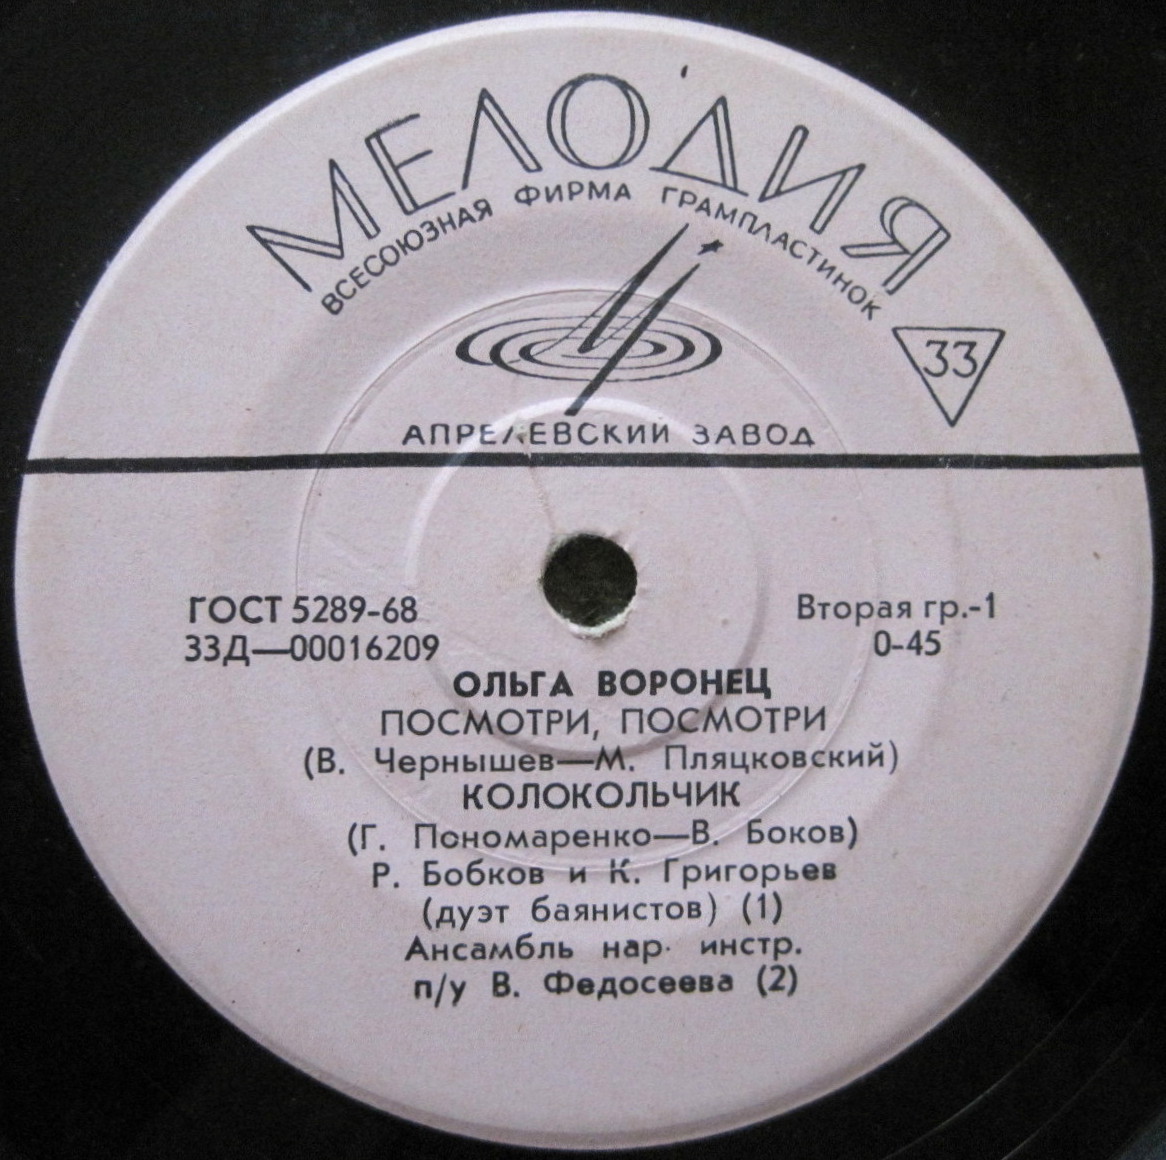 МЕЛОДИЯ
ВСЕСОЮЗНАЯ ФИРМА ГРАМПЛАСТИНОК
33
АПРЕЛЕВСКИЙ ЗАВОД
ГОСТ 5289-68
33Д—00016209
Вторая гр.-1
0-45
ОЛЬГА ВОРОНЕЦ
ПОСМОТРИ, ПОСМОТРИ
(В. Чернышев—М. Пляцковский)
КОЛОКОЛЬЧИК
(Г. Пономаренко—В. Боков)
Р. Бобков и К. Григорьев
(дуэт баянистов) (1)
Ансамбль нар. инстр.
п/у В. Федосеева (2)